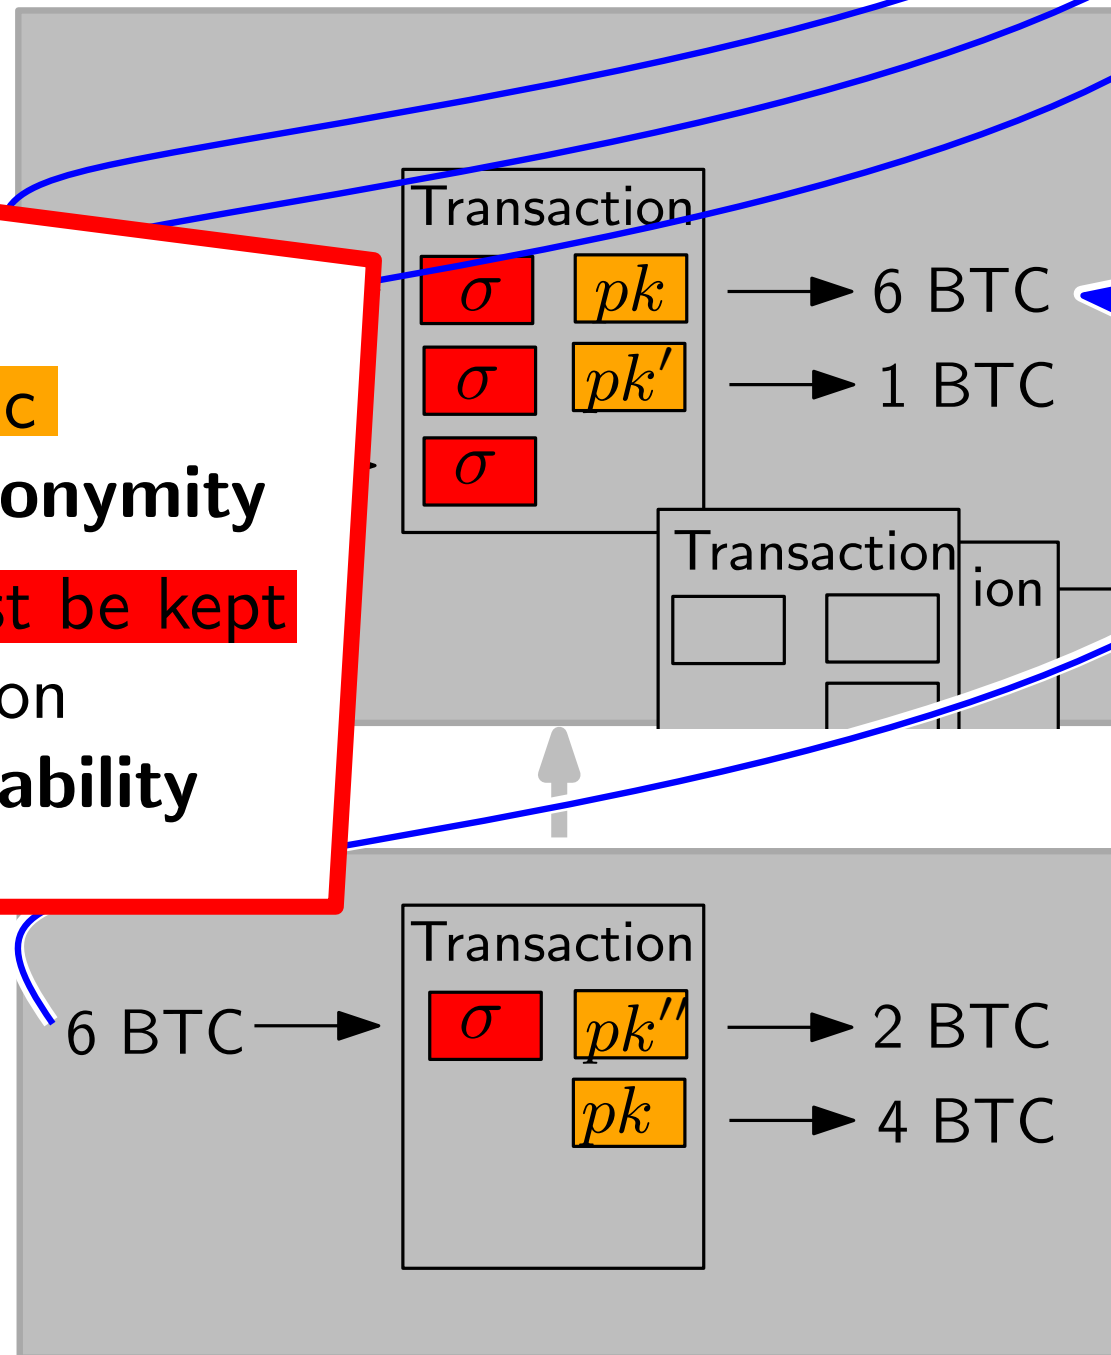 Transaction
σ pk 6 BTC
σ pk′ 1 BTC
σ
c
onymity
st be kept
on
ability
Transaction
ion
Transaction
6 BTC σ pk″ 2 BTC
pk 4 BTC